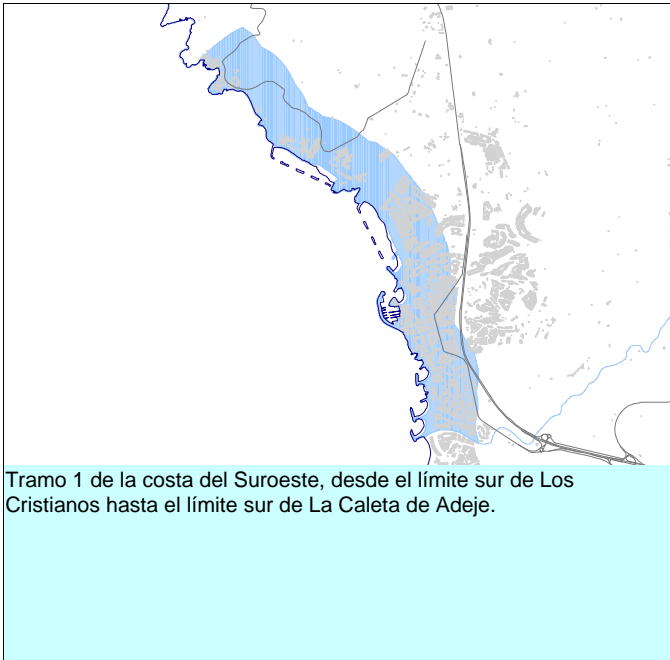 Tramo 1 de la costa del Suroeste, desde el límite sur de Los
Cristianos hasta el límite sur de La Caleta de Adeje.